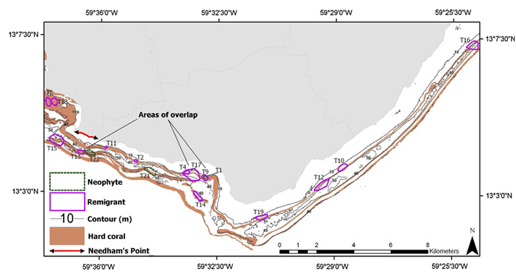 59°36'0"W 59°32'30"W 59°29'0"W 59°25'30"W
13°7'30"N 13°7'30"N
T16
Areas of overlap
T11
T15
T2
T17
T4
T9
T1
T10
T12
T14
T19
13°3'0"N 13°3'0"N
Neophyte
Remigrant
10 Contour (m)
Hard coral
Needham's Point
N
0 1 2 4 6 8
Kilometers
59°36'0"W 59°32'30"W 59°29'0"W 59°25'30"W